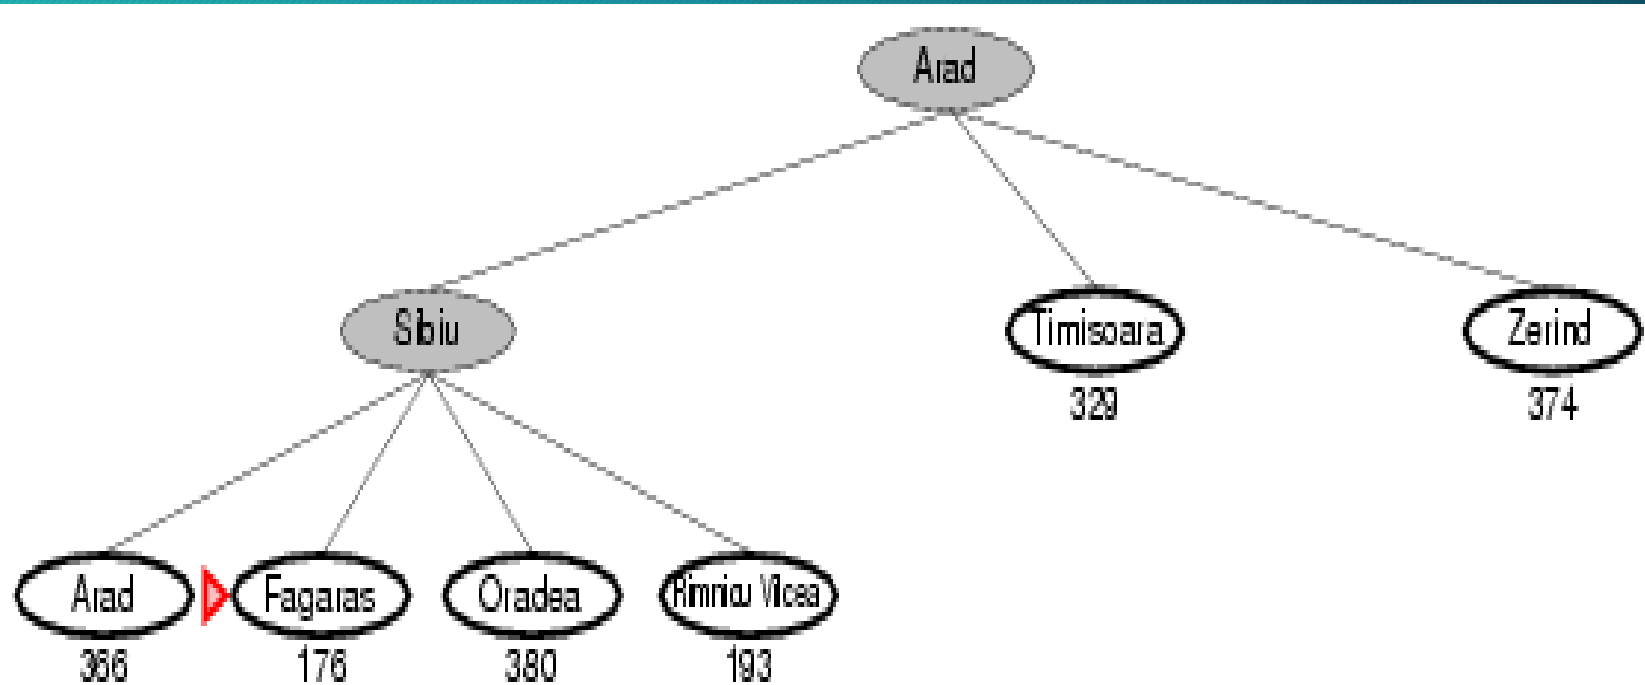 Arad
Sibiu
Timisoara
Zerind
329
374
Arad
Fagaras
Oradea
Rimnicu Vilcea
366
176
380
193